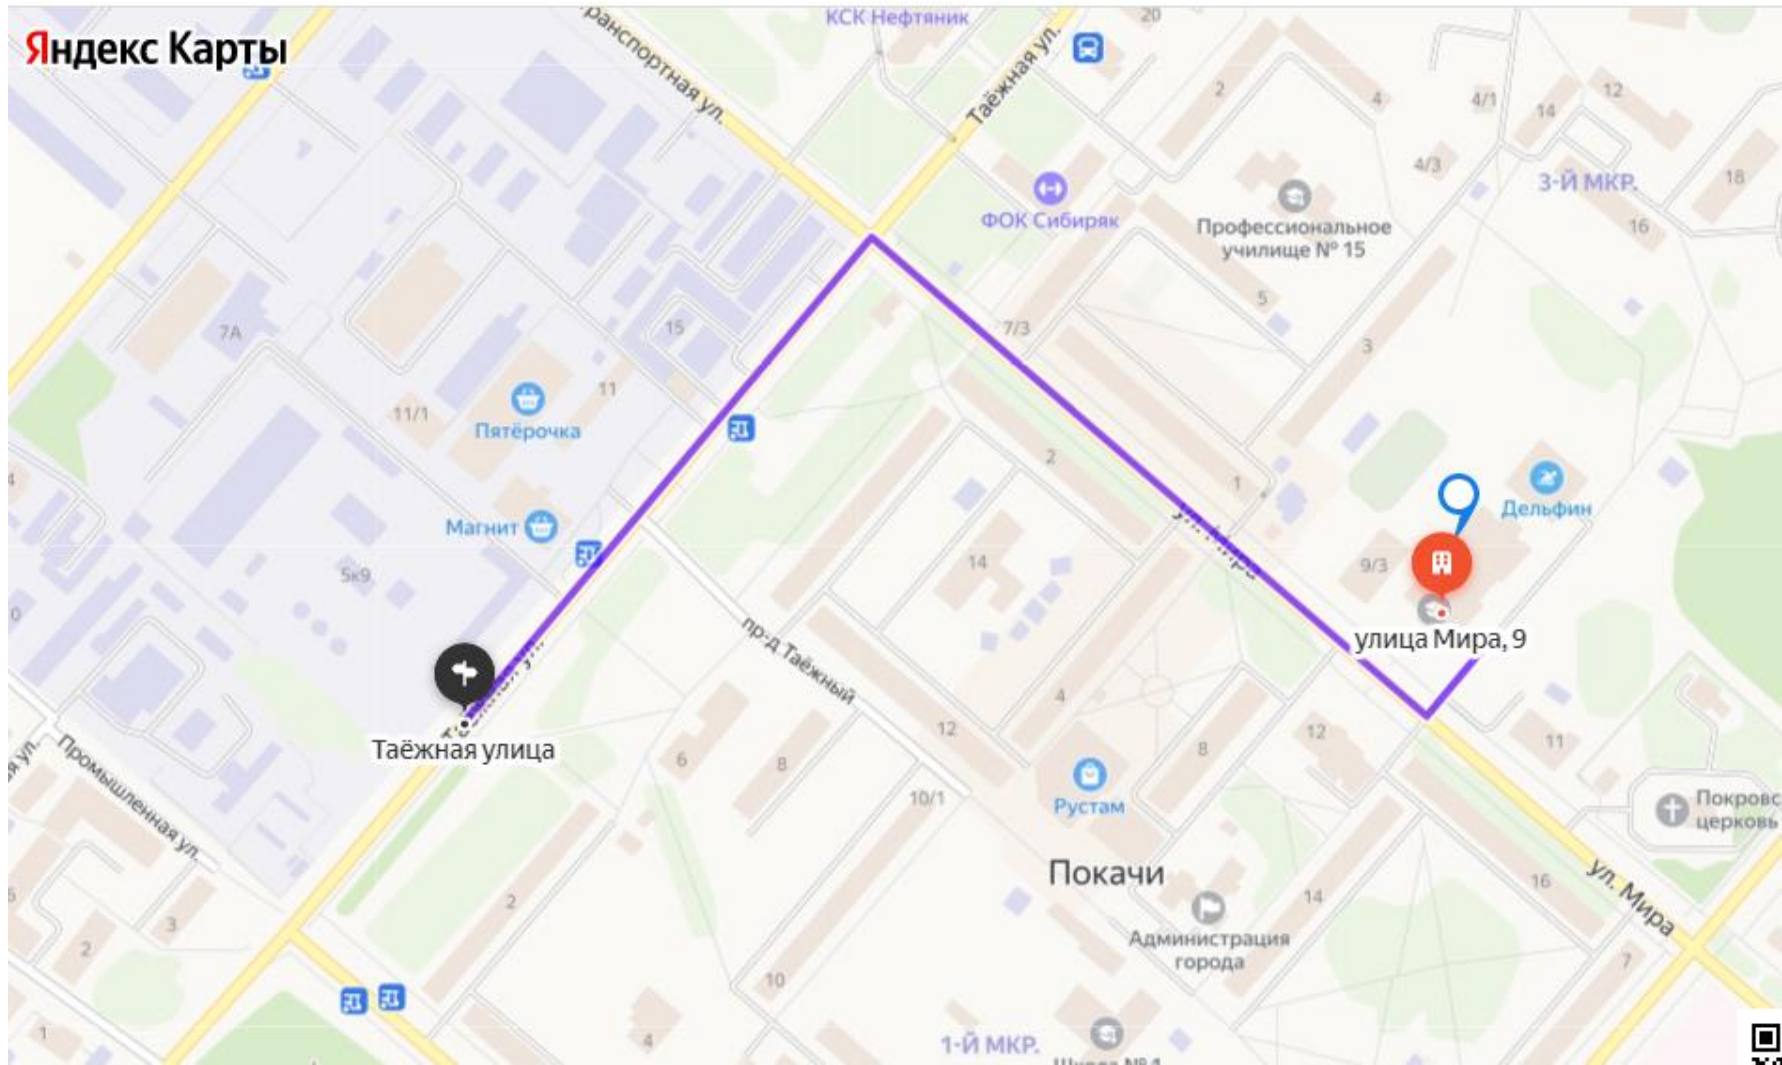 Яндекс Карты
КСК Нефтяник
20
Транспортная ул.
Таёжная ул.
2
4
4/1
14
12
4/3
3-Й МКР.
18
16
ФОК Сибиряк
Профессиональное
училище № 15
5
7/3
3
7А
15
11
11/1
Пятёрочка
2
1
Магнит
Дельфин
14
9/3
5к9
ул. Мира
улица Мира, 9
пр-д Таёжный
Таёжная улица
4
12
6
8
8
12
11
10/1
Рустам
Промышленная ул.
церковь
Покачи
ул. Мира
16
14
2
3
2
Администрация
города
7
10
1
4
1-Й МКР.